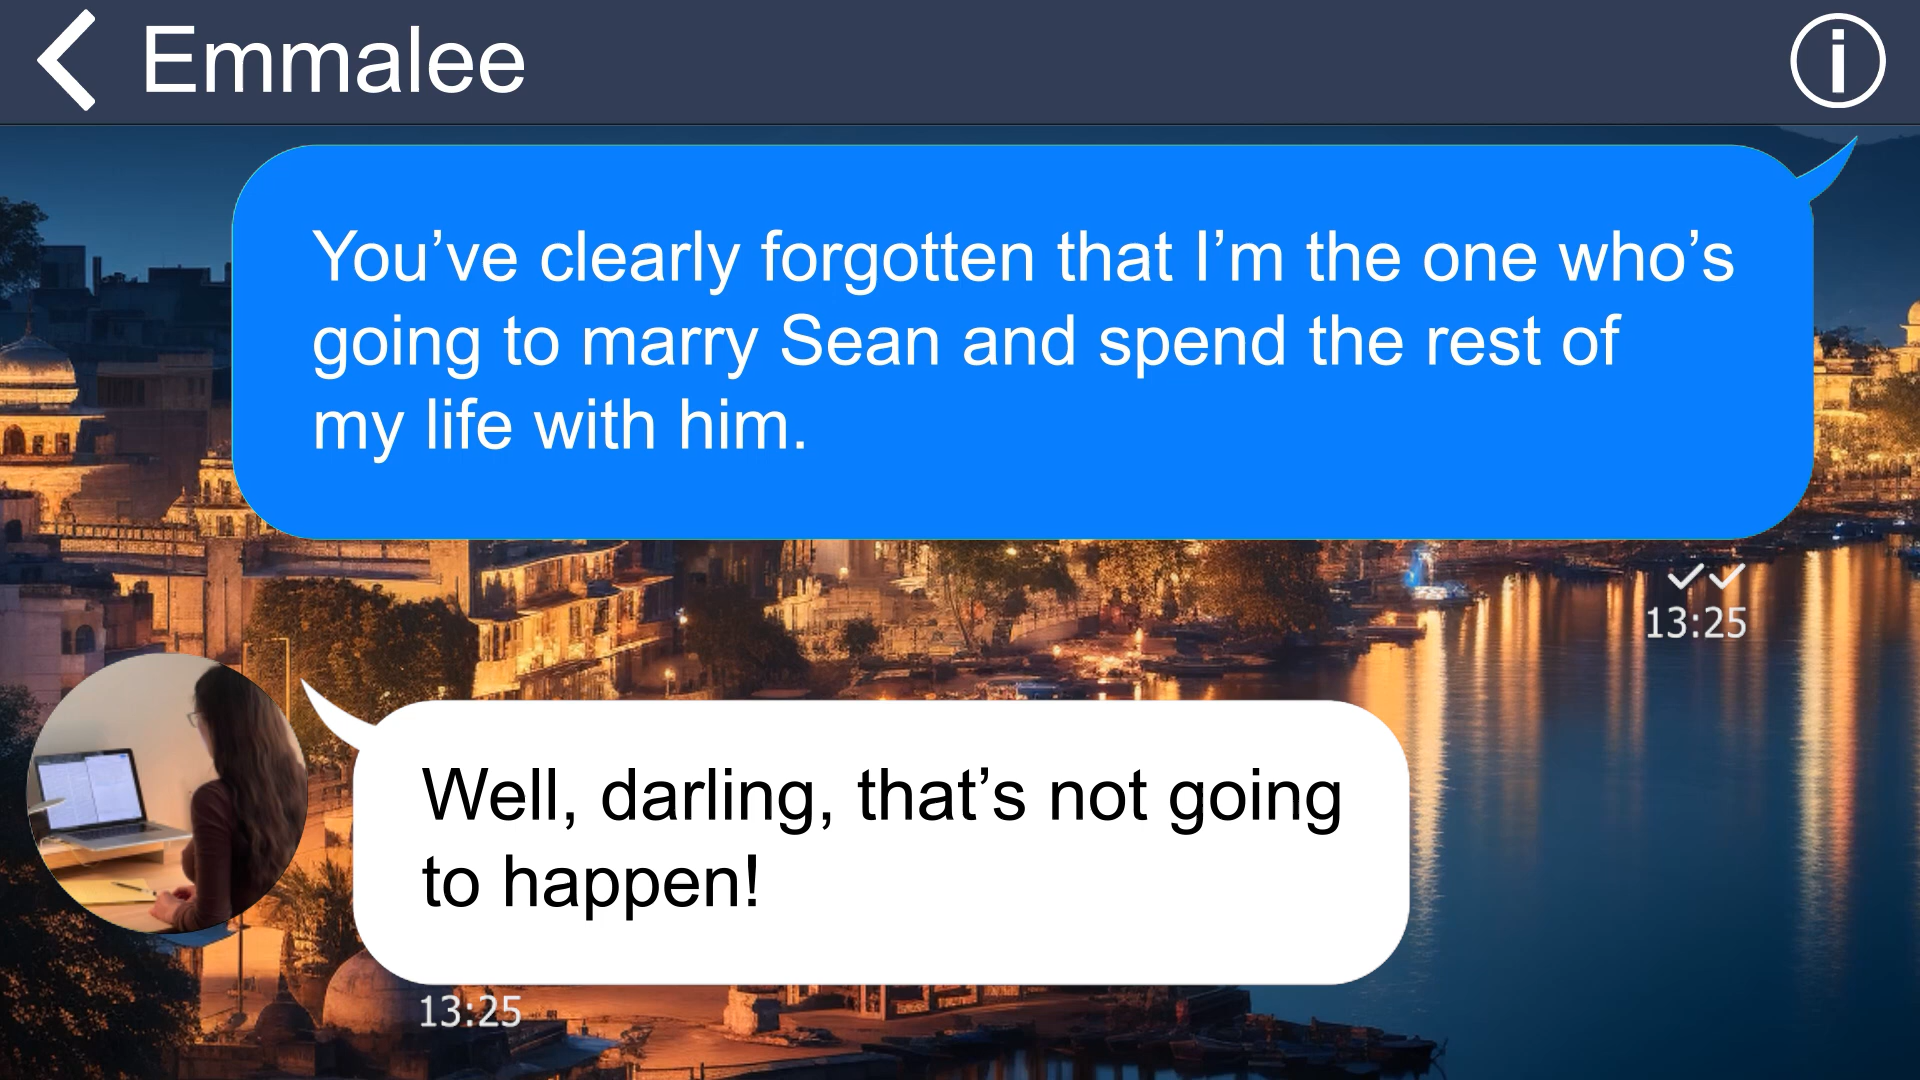 Emmalee
You’ve clearly forgotten that I’m the one who’s
going to marry Sean and spend the rest of
my life with him.
13:25
Well, darling, that’s not going
to happen!
13:25